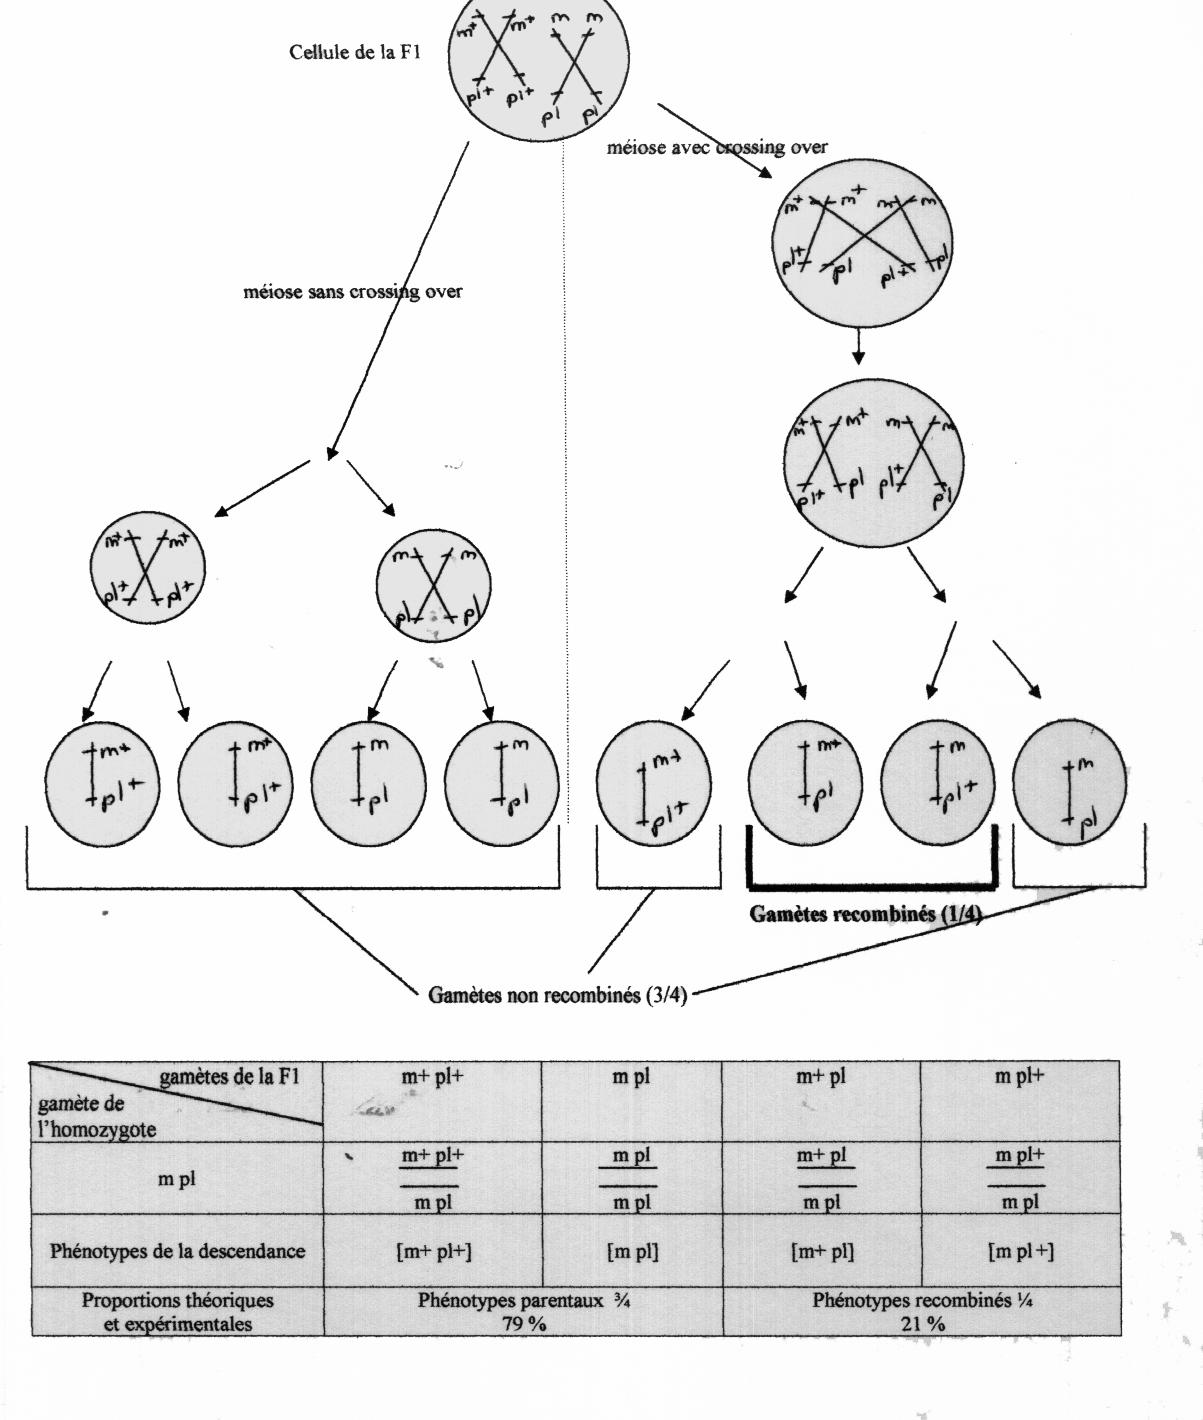 m+ m+ m m
Cellule de la F1
pl+ pl+ pl pl
méiose avec crossing over
m+ m+ m m
pl+ pl pl+ pl
méiose sans crossing over
m+ m+ m m
pl+ pl pl+ pl
m+ m+ m m
pl+ pl+ pl pl
m+ m+ m m m+ m+ m m
pl+ pl+ pl pl pl+ pl pl+ pl
Gamètes recombinés (1/4)
Gamètes non recombinés (3/4)
gamètes de la F1 m+ pl+ m pl m+ pl m pl+
gamète de
l'homozygote
m+ pl+ m pl m+ pl m pl+
m pl
m pl m pl m pl m pl
Phénotypes de la descendance [m+ pl+] [m pl] [m+ pl] [m pl +]
Proportions théoriques Phénotypes parentaux ¾ Phénotypes recombinés ¼
et expérimentales 79 % 21 %